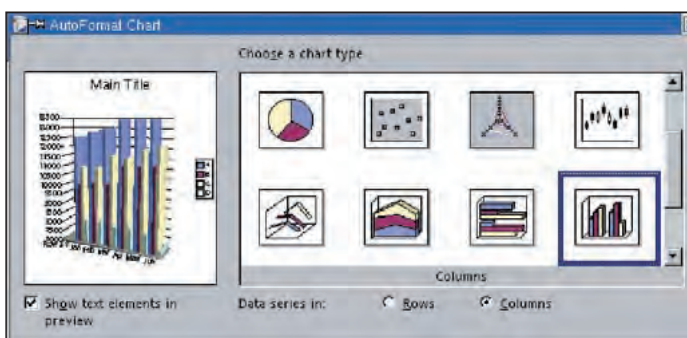 AutoFormat Chart
Choose a chart type
Main Title
Columns
Show text elements in
preview
Data series in:
Rows
Columns